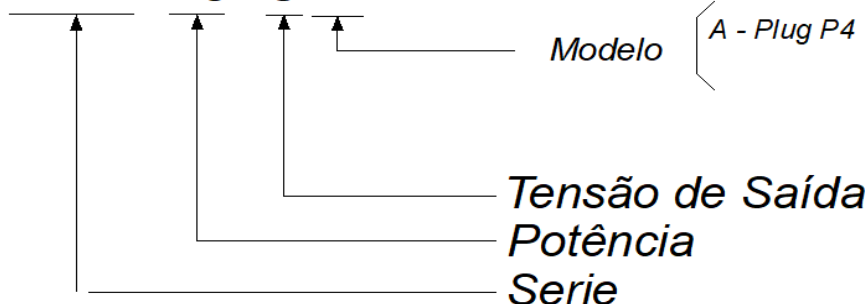 Modelo
A - Plug P4
Tensão de Saída
Potência
Serie